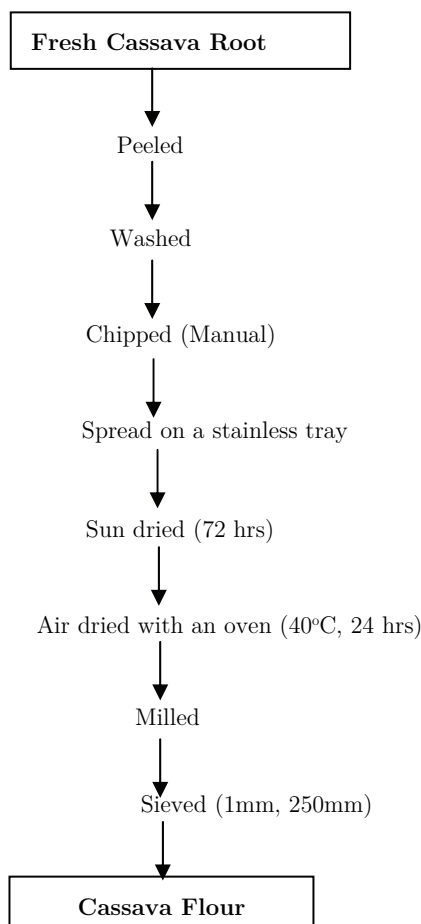 Fresh Cassava Root
Peeled
Washed
Chipped (Manual)
Spread on a stainless tray
Sun dried (72 hrs)
Air dried with an oven (40ºC, 24 hrs)
Milled
Sieved (1mm, 250mm)
Cassava Flour